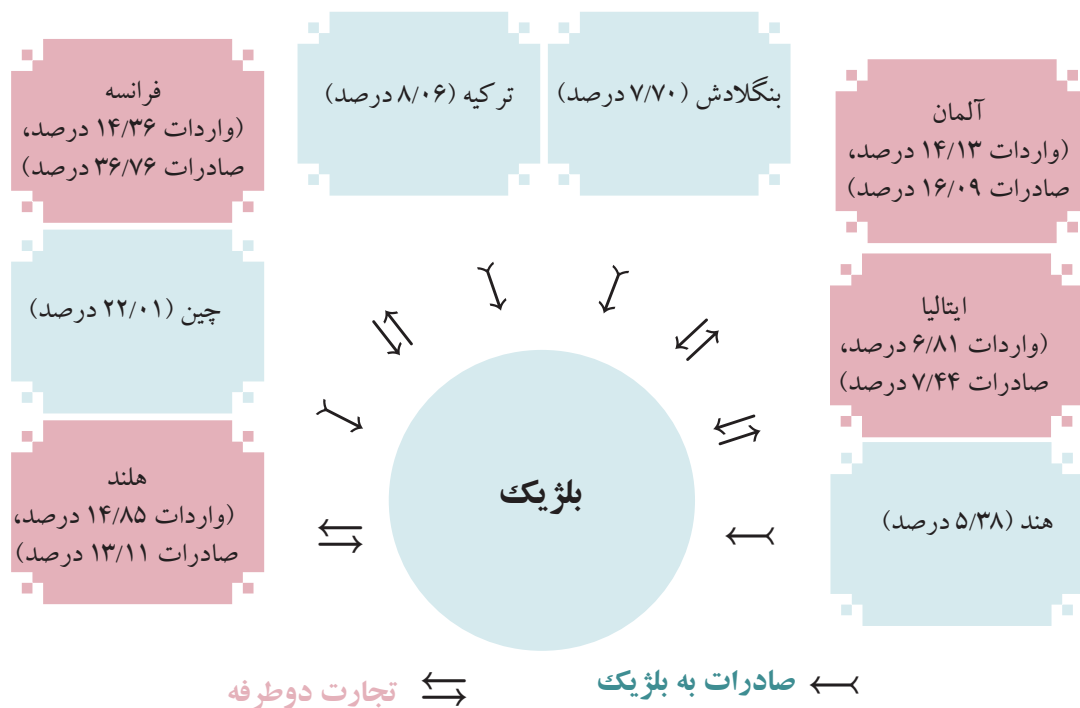 آلمان
(واردات ۱۴/۱۳ درصد،
صادرات ۱۶/۰۹ درصد)
ایتالیا
(واردات ۶/۸۱ درصد،
صادرات ۷/۴۴ درصد)
هند (۵/۳۸ درصد)
بنگلادش (۷/۷۰ درصد)
ترکیه (۸/۰۶ درصد)
فرانسه
(واردات ۱۴/۳۶ درصد،
صادرات ۳۶/۷۶ درصد)
چین (۲۲/۰۱ درصد)
هلند
(واردات ۱۴/۸۵ درصد،
صادرات ۱۳/۱۱ درصد)
بلژیک
صادرات به بلژیک
تجارت دوطرفه